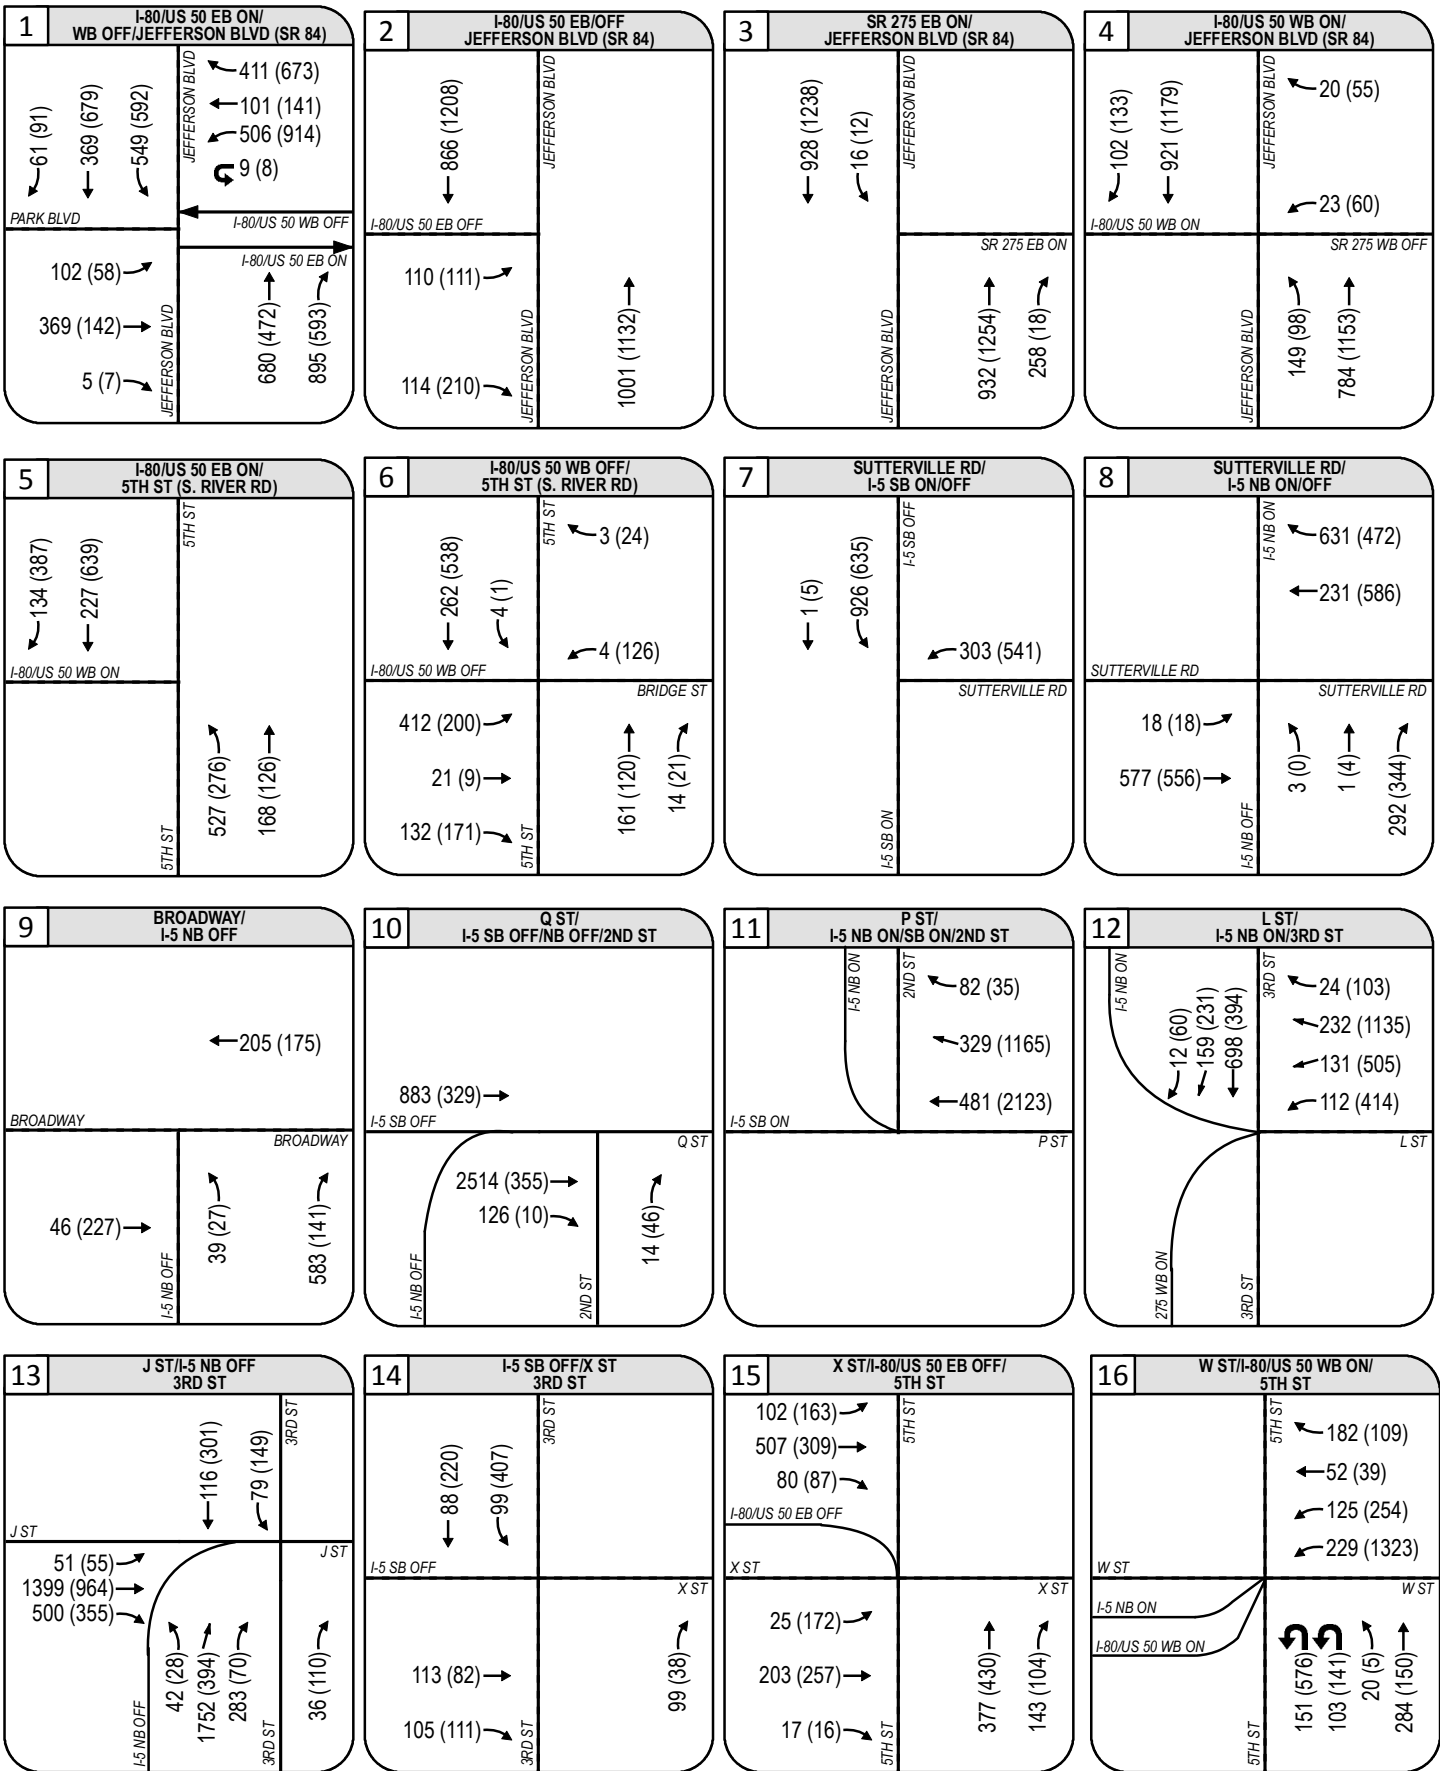 1
I-80/US 50 EB ON/
WB OFF/JEFFERSON BLVD (SR 84)
61 (91)
369 (679)
549 (592)
JEFFERSON BLVD
411 (673)
101 (141)
506 (914)
9 (8)
PARK BLVD
I-80/US 50 WB OFF
I-80/US 50 EB ON
102 (58)
369 (142)
5 (7)
JEFFERSON BLVD
680 (472)
895 (593)
2
I-80/US 50 EB/OFF
JEFFERSON BLVD (SR 84)
866 (1208)
JEFFERSON BLVD
I-80/US 50 EB OFF
110 (111)
114 (210)
JEFFERSON BLVD
1001 (1132)
3
SR 275 EB ON/
JEFFERSON BLVD (SR 84)
928 (1238)
16 (12)
JEFFERSON BLVD
SR 275 EB ON
JEFFERSON BLVD
932 (1254)
258 (18)
4
I-80/US 50 WB ON/
JEFFERSON BLVD (SR 84)
102 (133)
921 (1179)
JEFFERSON BLVD
20 (55)
23 (60)
I-80/US 50 WB ON
SR 275 WB OFF
JEFFERSON BLVD
149 (98)
784 (1153)
5
I-80/US 50 EB ON/
5TH ST (S. RIVER RD)
134 (387)
227 (639)
5TH ST
I-80/US 50 WB ON
5TH ST
527 (276)
168 (126)
6
I-80/US 50 WB OFF/
5TH ST (S. RIVER RD)
262 (538)
4 (1)
5TH ST
3 (24)
4 (126)
I-80/US 50 WB OFF
BRIDGE ST
412 (200)
21 (9)
132 (171)
5TH ST
161 (120)
14 (21)
7
SUTTERVILLE RD/
I-5 SB ON/OFF
1 (5)
926 (635)
I-5 SB OFF
303 (541)
SUTTERVILLE RD
I-5 SB ON
8
SUTTERVILLE RD/
I-5 NB ON/OFF
I-5 NB ON
631 (472)
231 (586)
SUTTERVILLE RD
SUTTERVILLE RD
18 (18)
577 (556)
I-5 NB OFF
3 (0)
1 (4)
292 (344)
9
BROADWAY/
I-5 NB OFF
205 (175)
BROADWAY
BROADWAY
46 (227)
I-5 NB OFF
39 (27)
583 (141)
10
Q ST/
I-5 SB OFF/NB OFF/2ND ST
883 (329)
I-5 SB OFF
Q ST
2514 (355)
126 (10)
I-5 NB OFF
2ND ST
14 (46)
11
P ST/
I-5 NB ON/SB ON/2ND ST
I-5 NB ON
2ND ST
82 (35)
329 (1165)
481 (2123)
I-5 SB ON
P ST
12
L ST/
I-5 NB ON/3RD ST
I-5 NB ON
12 (60)
159 (231)
698 (394)
3RD ST
24 (103)
232 (1135)
131 (505)
112 (414)
L ST
275 WB ON
3RD ST
13
J ST/I-5 NB OFF
3RD ST
116 (301)
79 (149)
3RD ST
J ST
J ST
51 (55)
1399 (964)
500 (355)
I-5 NB OFF
42 (28)
1752 (394)
283 (70)
3RD ST
36 (110)
14
I-5 SB OFF/X ST
3RD ST
88 (220)
99 (407)
3RD ST
I-5 SB OFF
X ST
113 (82)
105 (111)
3RD ST
99 (38)
15
X ST/I-80/US 50 EB OFF/
5TH ST
102 (163)
507 (309)
80 (87)
5TH ST
I-80/US 50 EB OFF
X ST
X ST
25 (172)
203 (257)
17 (16)
5TH ST
377 (430)
143 (104)
16
W ST/I-80/US 50 WB ON/
5TH ST
5TH ST
182 (109)
52 (39)
125 (254)
229 (1323)
W ST
W ST
I-5 NB ON
I-80/US 50 WB ON
5TH ST
151 (576)
103 (141)
20 (5)
284 (150)